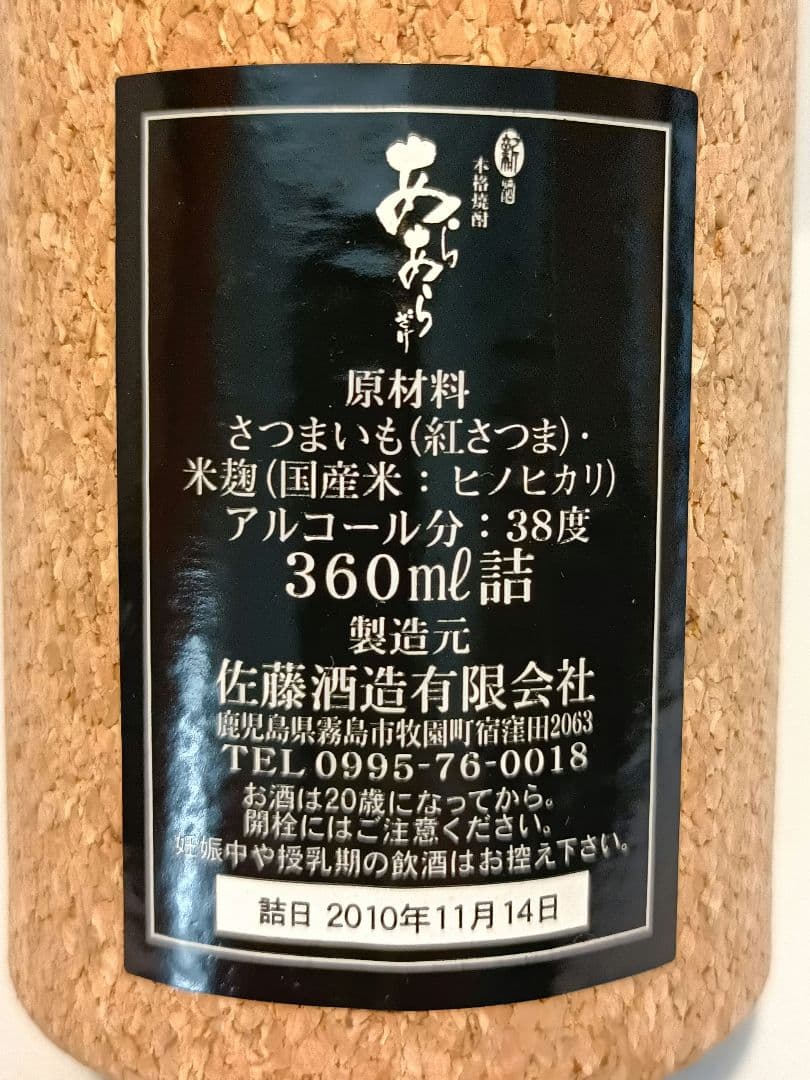 新酒
本格焼酎
あらあらざけ
原材料
さつまいも(紅さつま)・
米麹(国産米：ヒノヒカリ)
アルコール分：38度
360ml詰
製造元
佐藤酒造有限会社
鹿児島県霧島市牧園町宿窪田2063
TEL 0995-76-0018
お酒は20歳になってから。
開栓にはご注意ください。
妊娠中や授乳期の飲酒はお控え下さい。
詰日 2010年11月14日